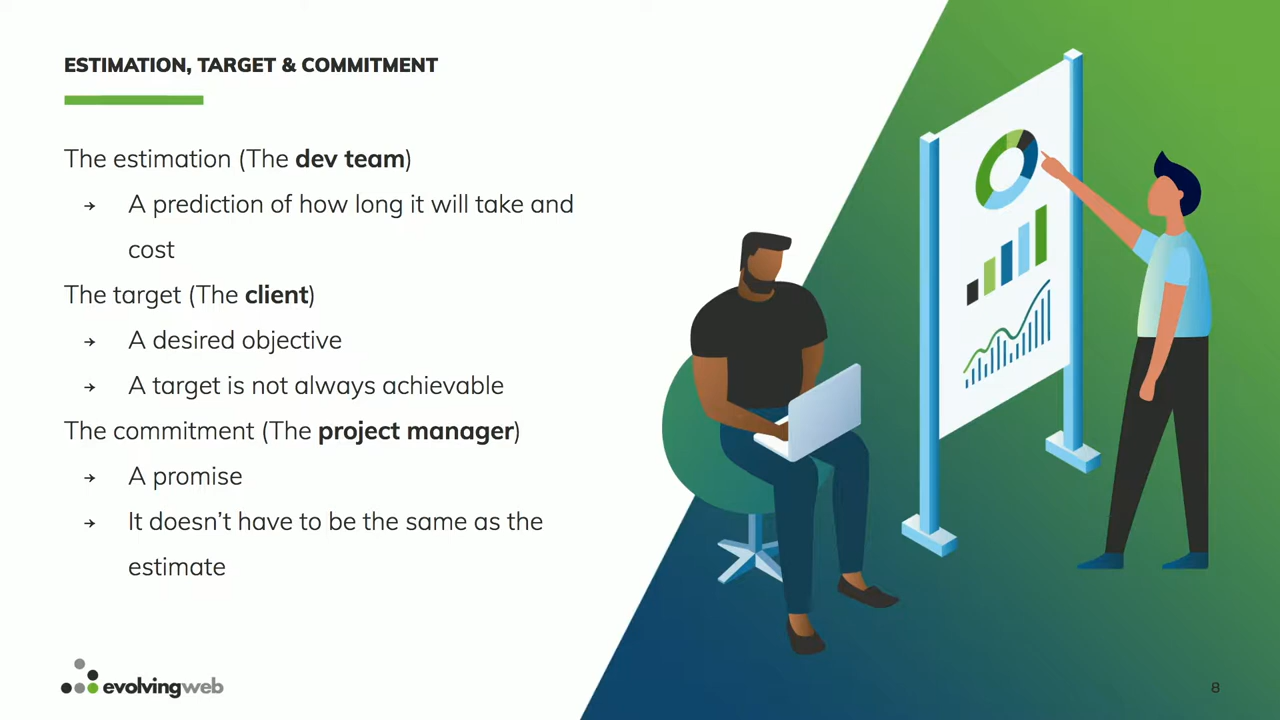 ESTIMATION, TARGET & COMMITMENT
The estimation (The dev team)
→ A prediction of how long it will take and
cost
The target (The client)
→ A desired objective
→ A target is not always achievable
The commitment (The project manager)
→ A promise
→ It doesn’t have to be the same as the
estimate
evolvingweb
8